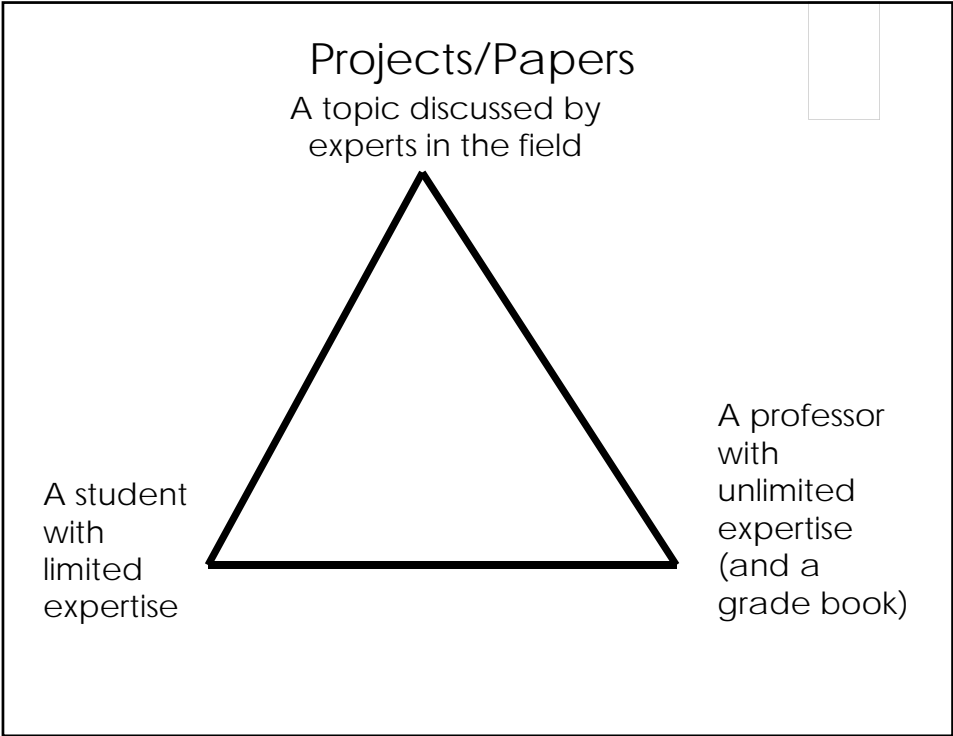 Projects/Papers
A topic discussed by
experts in the field
A student
with
limited
expertise
A professor
with
unlimited
expertise
(and a
grade book)